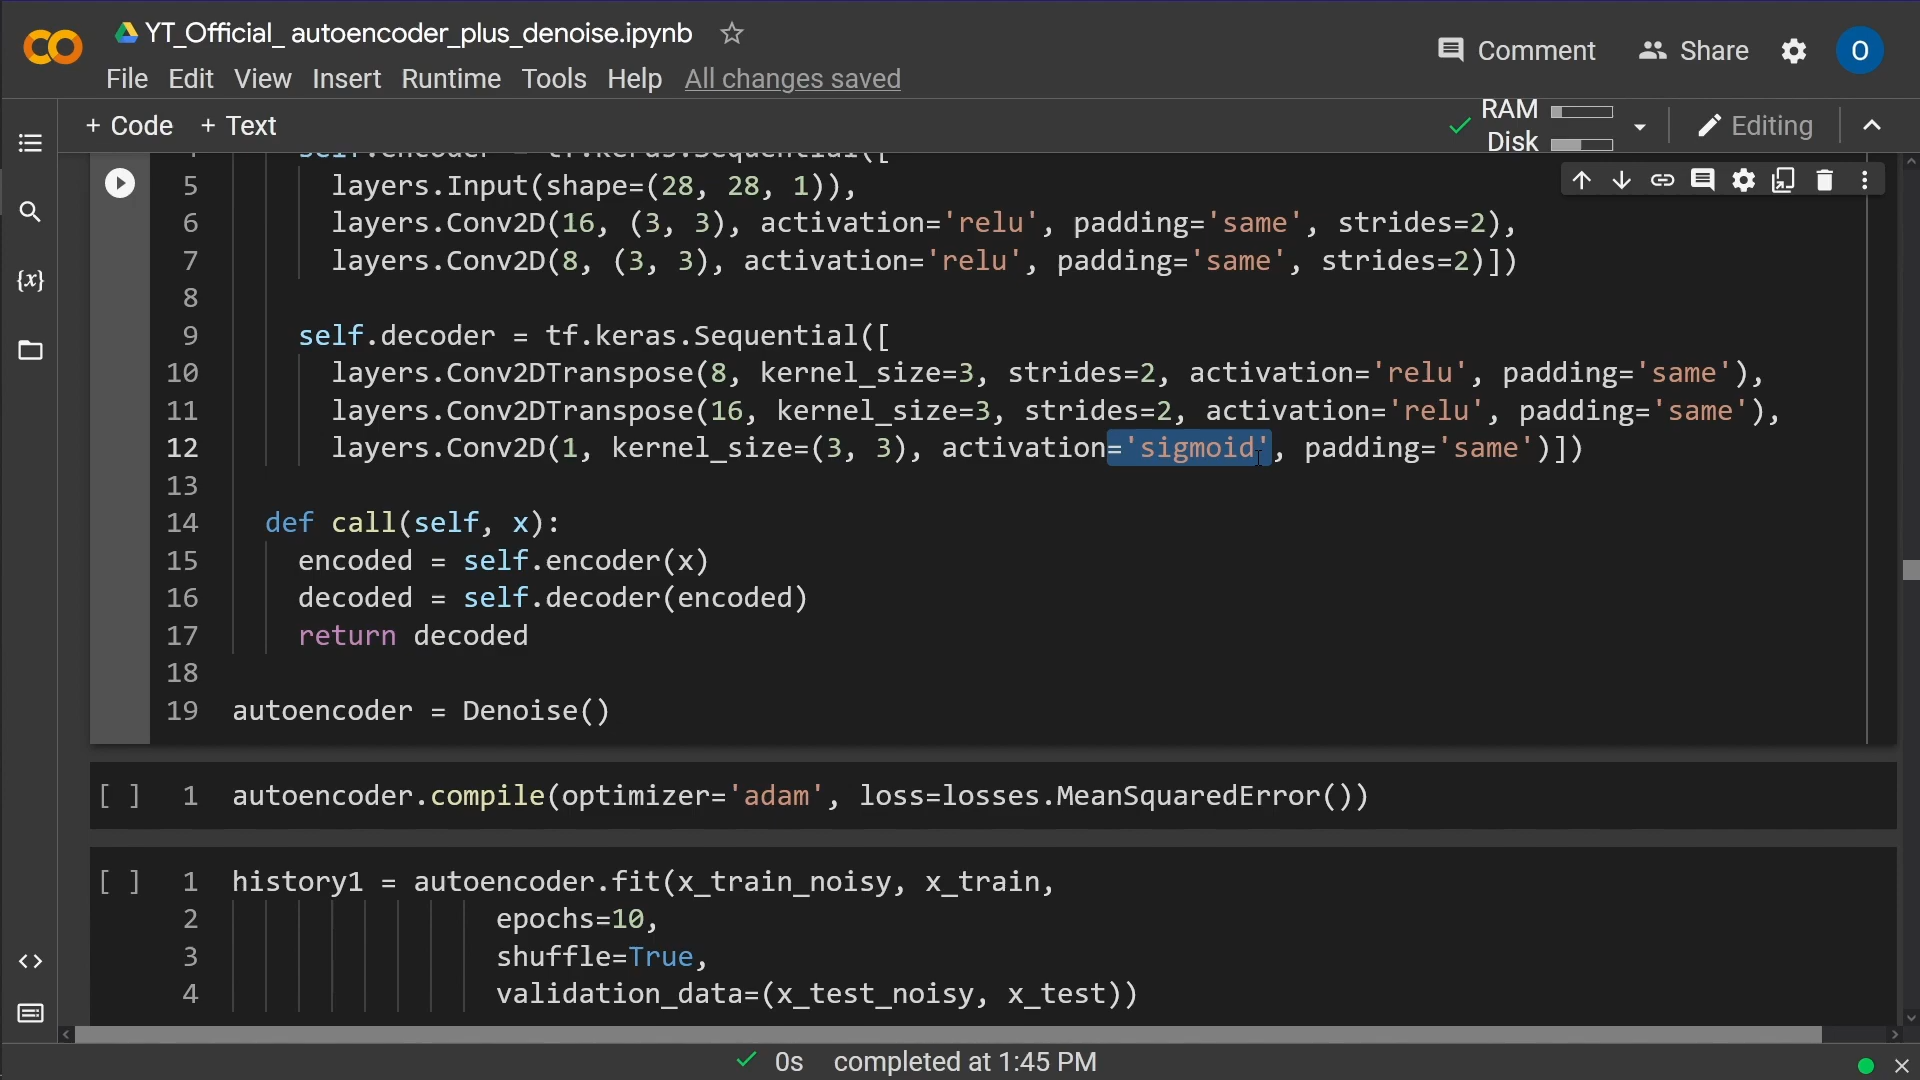 YT_Official_ autoencoder_plus_denoise.ipynb
File Edit View Insert Runtime Tools Help All changes saved
Comment Share O
+ Code + Text
RAM
Disk
Editing
{x}
self.encoder = tf.keras.Sequential([
5 layers.Input(shape=(28, 28, 1)),
6 layers.Conv2D(16, (3, 3), activation='relu', padding='same', strides=2),
7 layers.Conv2D(8, (3, 3), activation='relu', padding='same', strides=2)])
8
9 self.decoder = tf.keras.Sequential([
10 layers.Conv2DTranspose(8, kernel_size=3, strides=2, activation='relu', padding='same'),
11 layers.Conv2DTranspose(16, kernel_size=3, strides=2, activation='relu', padding='same'),
12 layers.Conv2D(1, kernel_size=(3, 3), activation='sigmoid', padding='same')])
13
14 def call(self, x):
15 encoded = self.encoder(x)
16 decoded = self.decoder(encoded)
17 return decoded
18
19 autoencoder = Denoise()
[ ] 1 autoencoder.compile(optimizer='adam', loss=losses.MeanSquaredError())
[ ] 1 history1 = autoencoder.fit(x_train_noisy, x_train,
2 epochs=10,
3 shuffle=True,
4 validation_data=(x_test_noisy, x_test))
0s completed at 1:45 PM